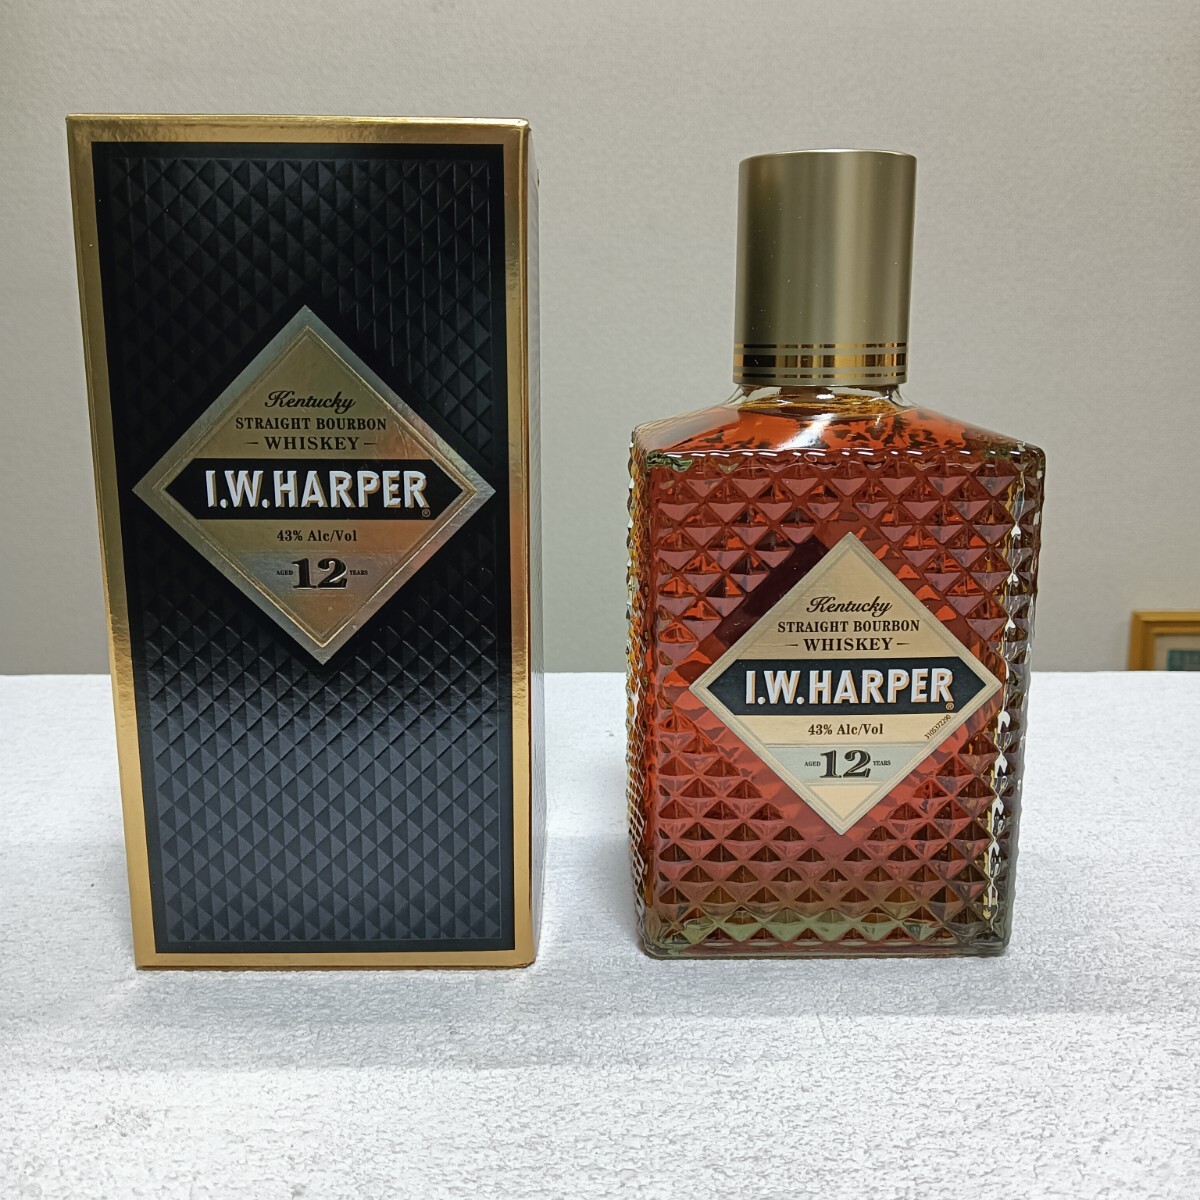 Kentucky
STRAIGHT BOURBON
WHISKEY
I.W.HARPER®
43% Alc/Vol
AGED 12 YEARS
Kentucky
STRAIGHT BOURBON
WHISKEY
I.W.HARPER®
43% Alc/Vol
AGED 12 YEARS